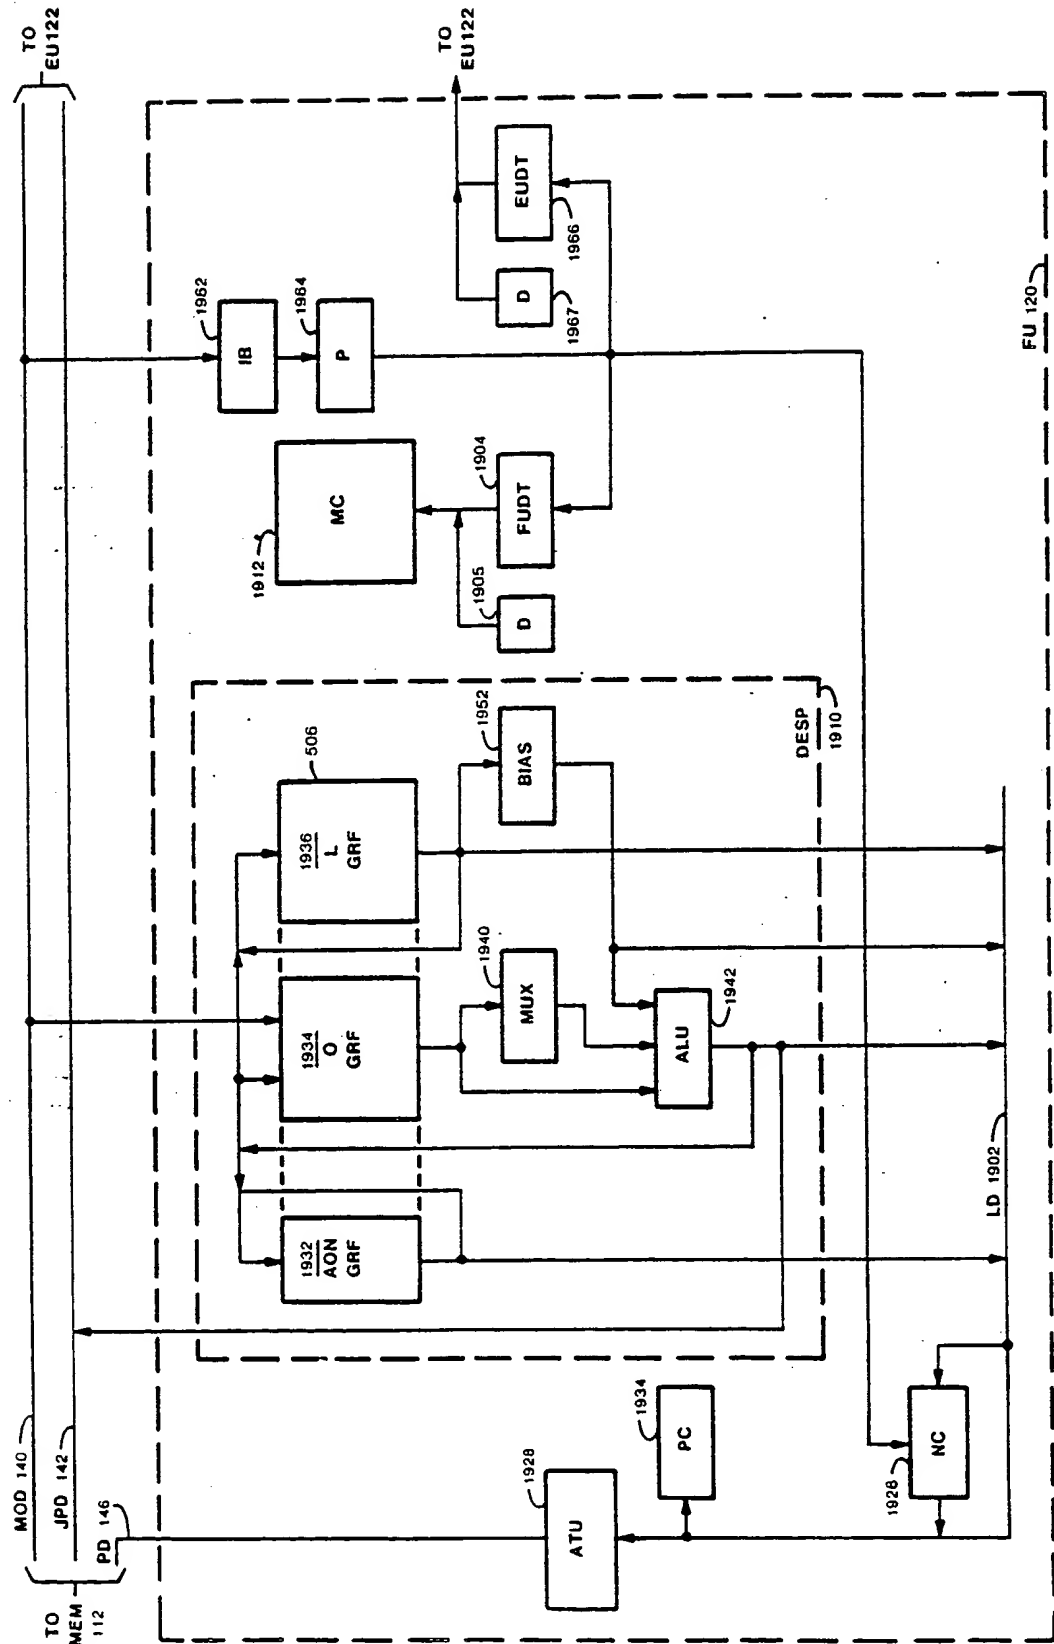 TO
MEM
112
MOD 140
JPD 142
PD 146
TO
EU122
1928
ATU
1934
PC
1926
NC
1932
AON
GRF
1934
O
GRF
1936
L
GRF
506
1940
MUX
1952
BIAS
1942
ALU
DESP
1910
LD 1902
1912
MC
1962
IB
1964
P
1905
D
1904
FUDT
D
1967
EUDT
1966
TO
EU122
FU 120